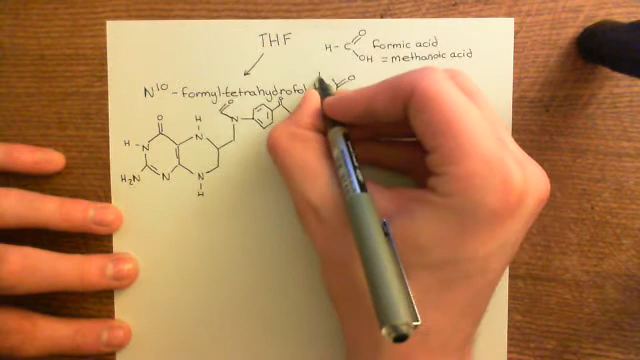 THF
H-C=O formic acid
OH = methanoic acid
N10-formyl-tetrahydrofol
O
O
H
O
N
N
H-N
H2N
N
N
H